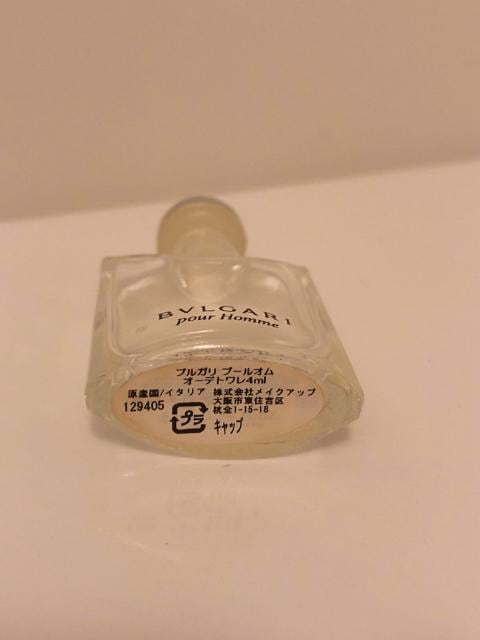 BVLGARI
pour Homme
ブルガリ プールオム
オーデトワレ4ml
原産国/イタリア 株式会社メイクアップ
129405 大阪市東住吉区
杭全1-15-18
プラ キャップ